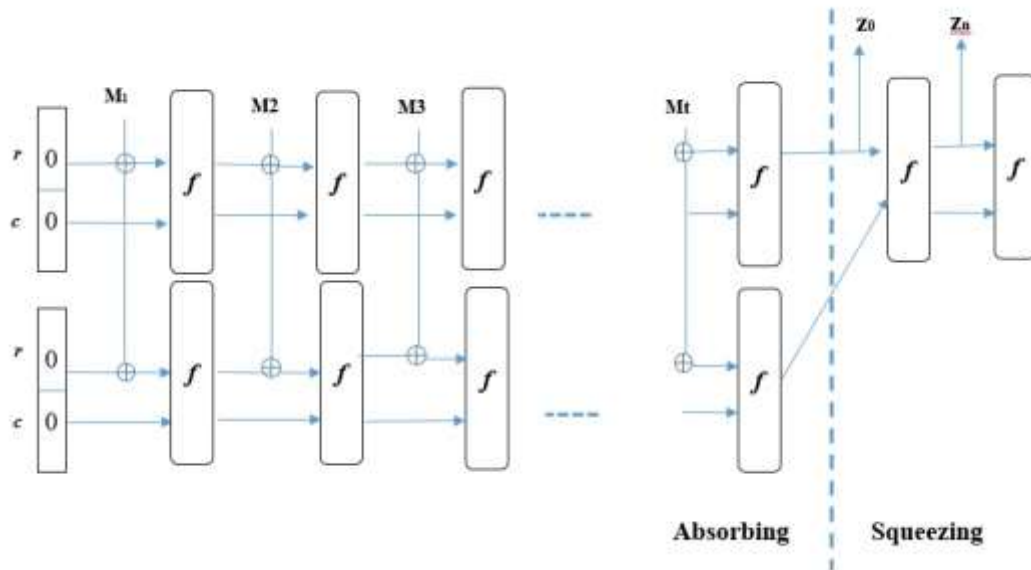 Z0 Zn
M1 M2 M3 Mt
r 0
f f f f f f
c 0
r 0
f f f f
c 0
Absorbing Squeezing